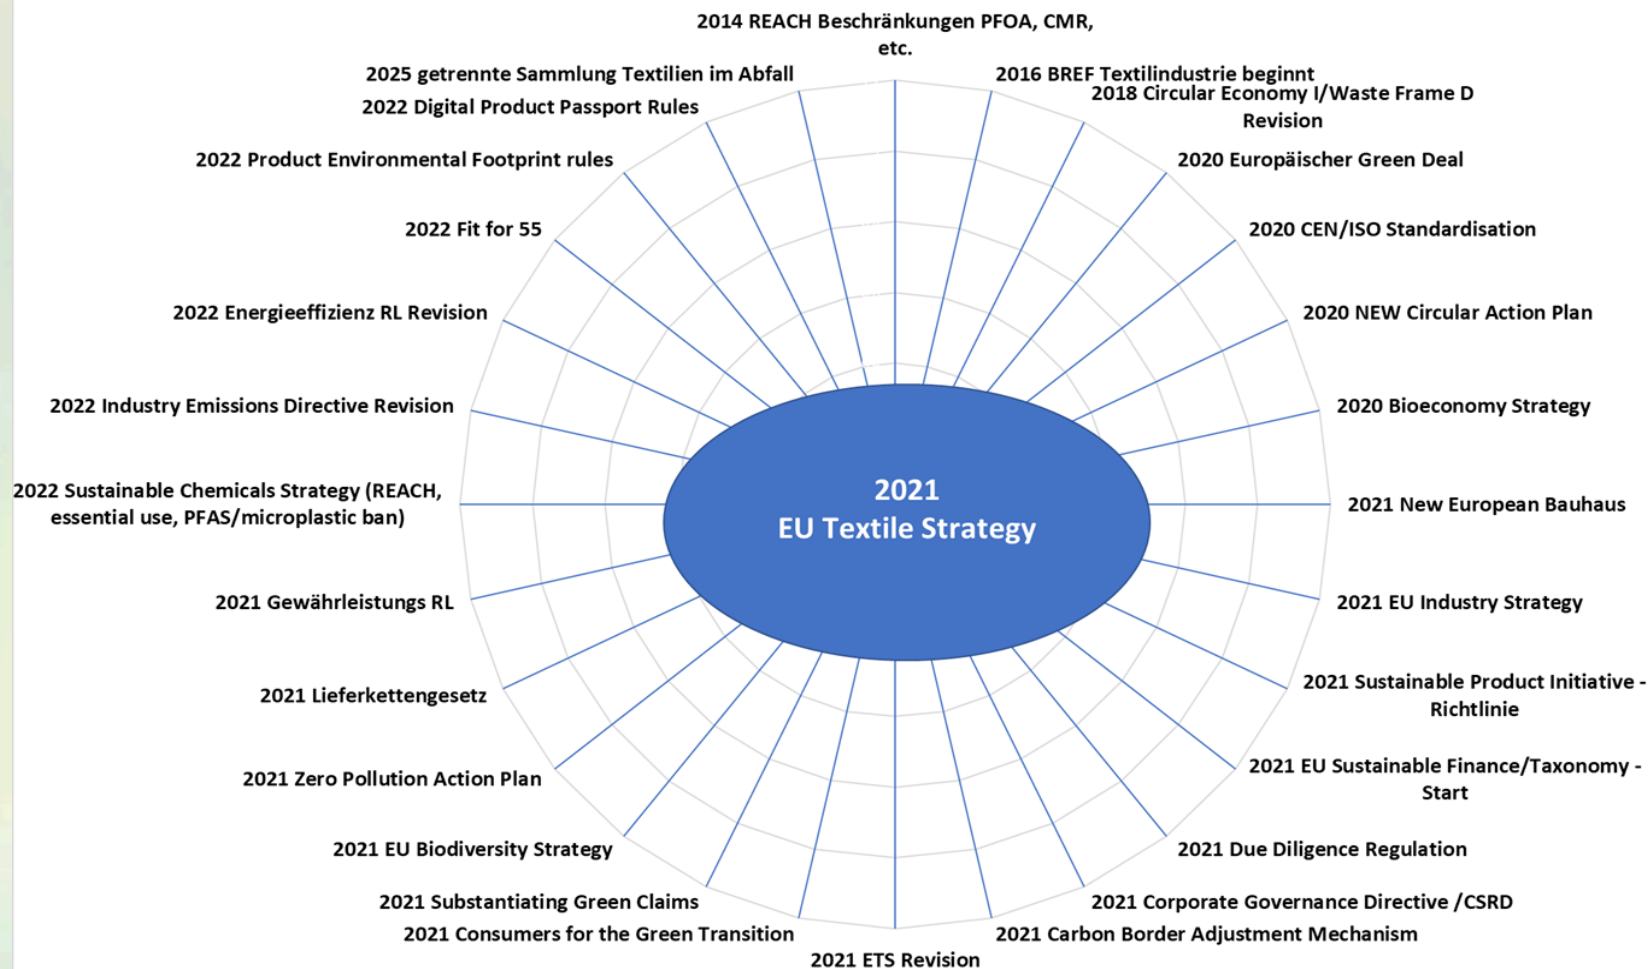 2014 REACH Beschränkungen PFOA, CMR,
etc.
2016 BREF Textilindustrie beginnt
2018 Circular Economy I/Waste Frame D
Revision
2020 Europäischer Green Deal
2020 CEN/ISO Standardisation
2020 NEW Circular Action Plan
2020 Bioeconomy Strategy
2021 New European Bauhaus
2021 EU Industry Strategy
2021 Sustainable Product Initiative -
Richtlinie
2021 EU Sustainable Finance/Taxonomy -
Start
2021 Due Diligence Regulation
2021 Corporate Governance Directive /CSRD
2021 Carbon Border Adjustment Mechanism
2021 ETS Revision
2021 Consumers for the Green Transition
2021 Substantiating Green Claims
2021 EU Biodiversity Strategy
2021 Zero Pollution Action Plan
2021 Lieferkettengesetz
2021 Gewährleistungs RL
2022 Sustainable Chemicals Strategy (REACH,
essential use, PFAS/microplastic ban)
2022 Industry Emissions Directive Revision
2022 Energieeffizienz RL Revision
2022 Fit for 55
2022 Product Environmental Footprint rules
2022 Digital Product Passport Rules
2025 getrennte Sammlung Textilien im Abfall
2021
EU Textile Strategy